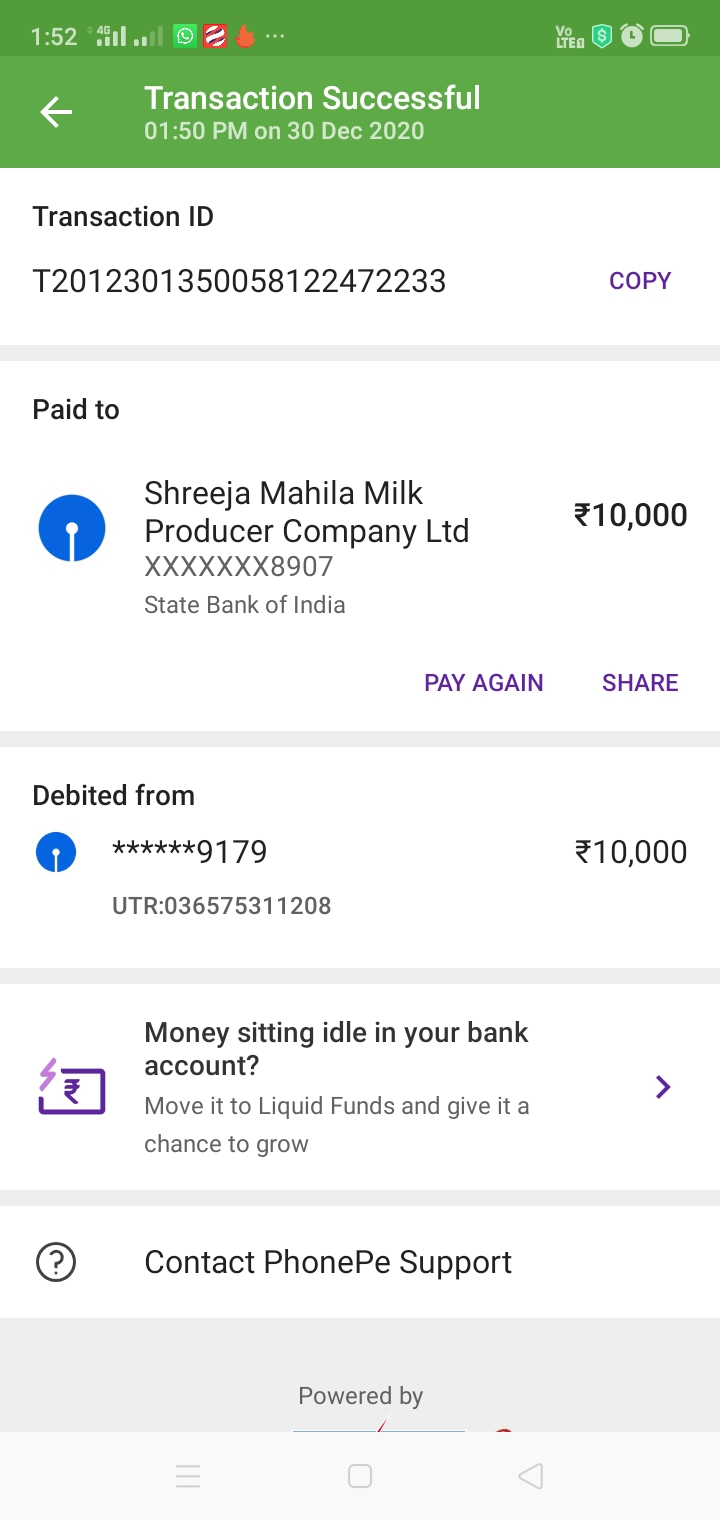 1:52 4G Vo LTE
Transaction Successful
01:50 PM on 30 Dec 2020
Transaction ID
T2012301350058122472233 COPY
Paid to
Shreeja Mahila Milk
Producer Company Ltd
₹10,000
XXXXXXX8907
State Bank of India
PAY AGAIN SHARE
Debited from
******9179 ₹10,000
UTR:036575311208
Money sitting idle in your bank
account?
Move it to Liquid Funds and give it a
chance to grow
Contact PhonePe Support
Powered by